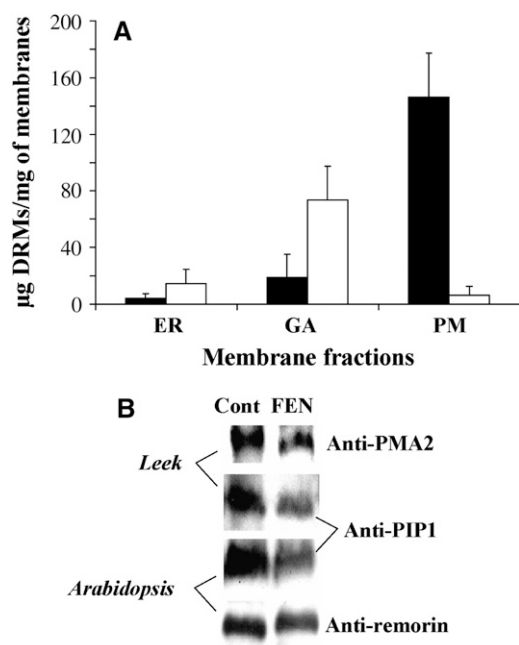 A
µg DRMs/mg of membranes
200
160
120
80
40
0
ER GA PM
Membrane fractions
B
Cont FEN
Anti-PMA2
Leek
Anti-PIP1
Arabidopsis
Anti-remorin